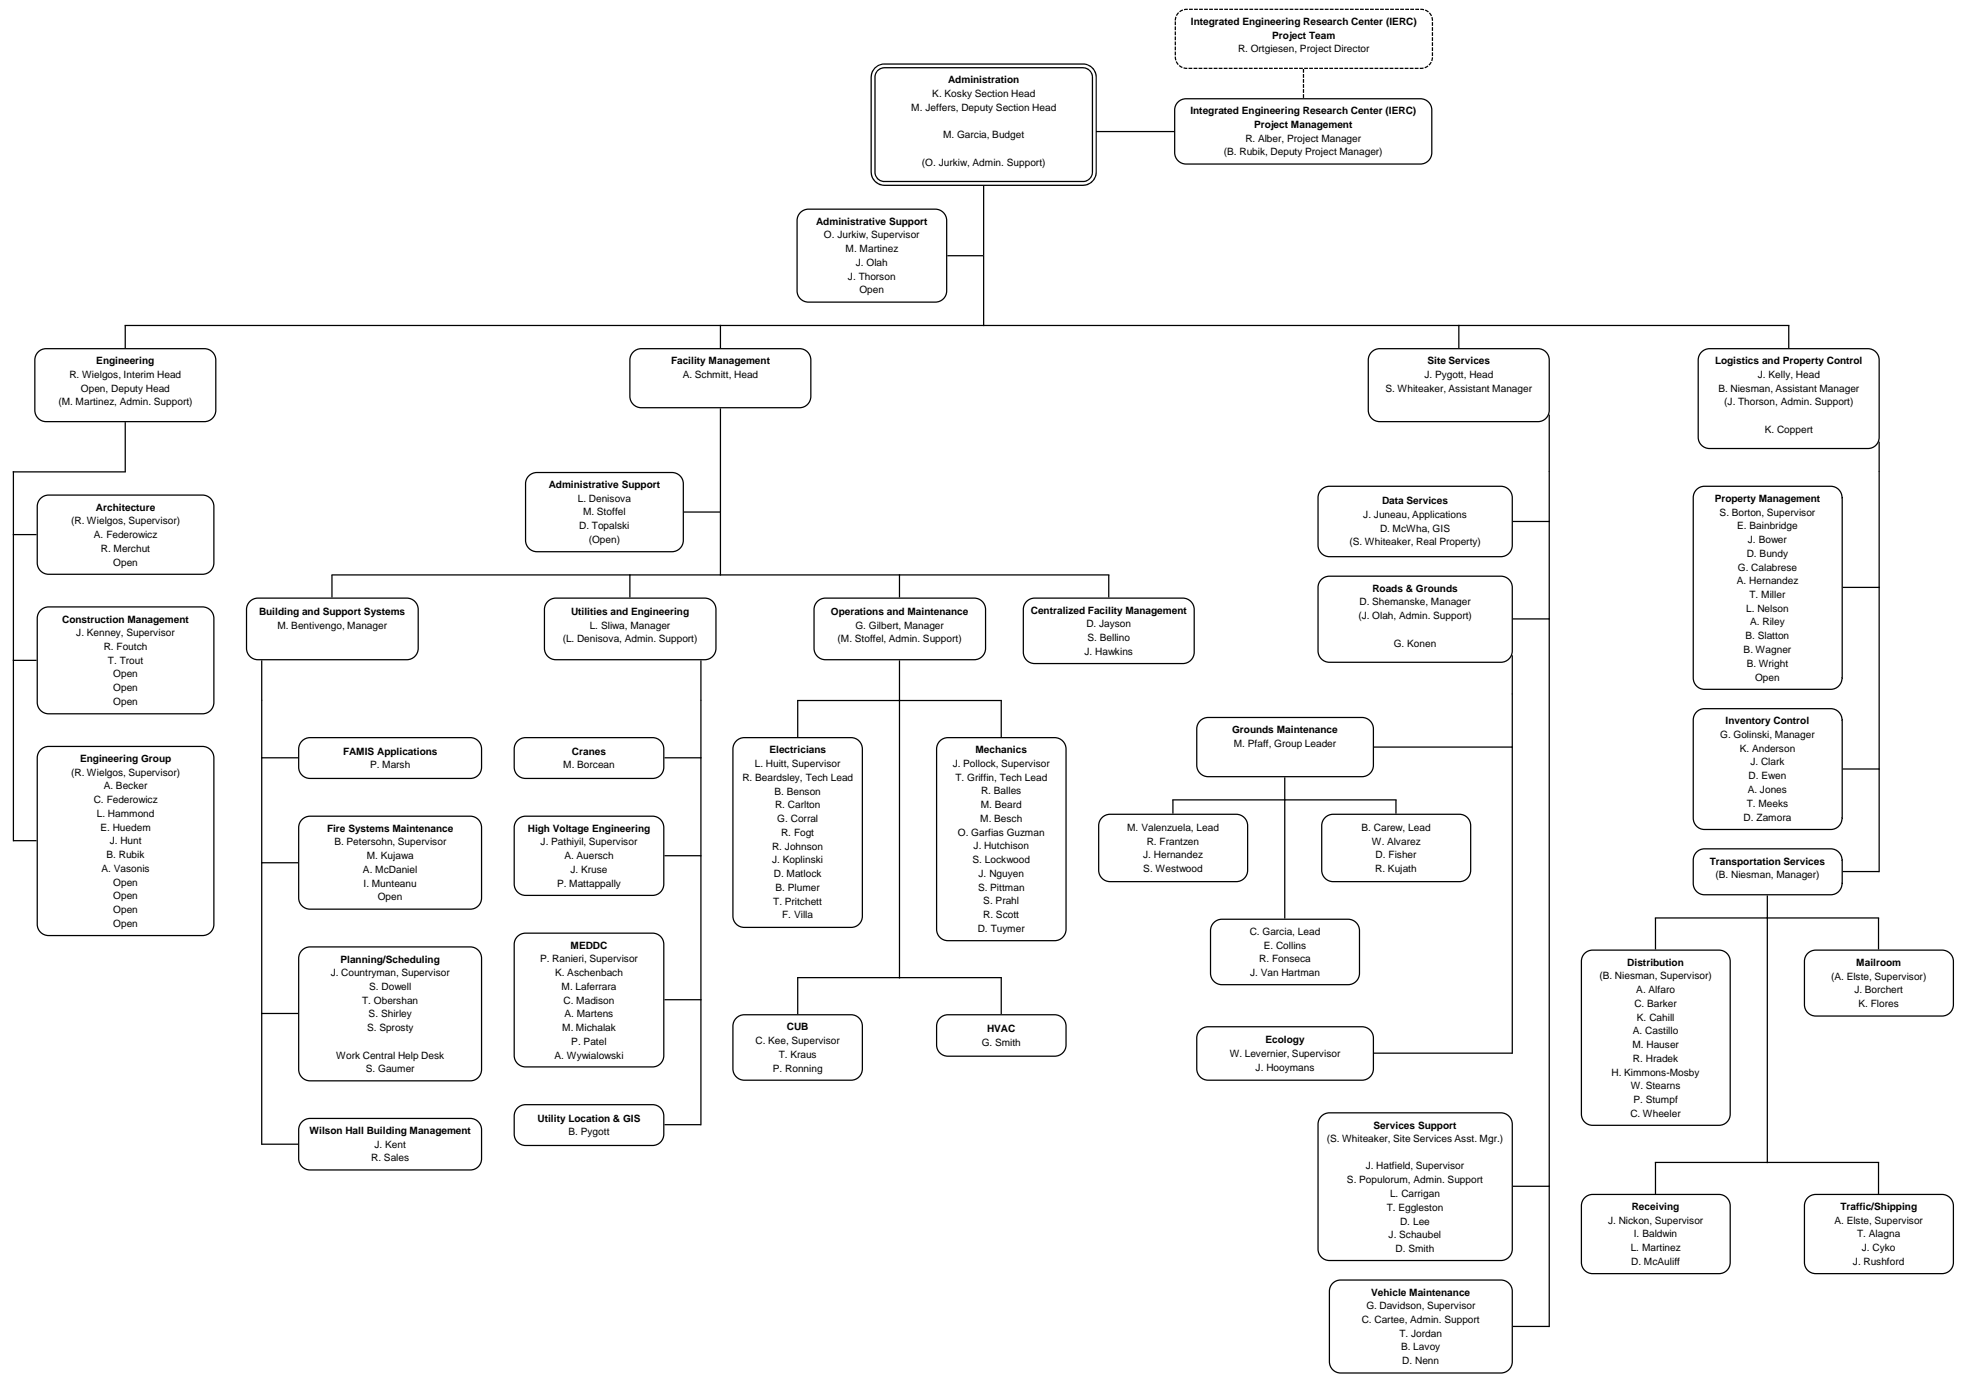 Integrated Engineering Research Center (IERC)
Project Team
R. Ortgiesen, Project Director
Administration
K. Kosky Section Head
M. Jeffers, Deputy Section Head
M. Garcia, Budget
(O. Jurkiw, Admin. Support)
Integrated Engineering Research Center (IERC)
Project Management
R. Alber, Project Manager
(B. Rubik, Deputy Project Manager)
Administrative Support
O. Jurkiw, Supervisor
M. Martinez
J. Olah
J. Thorson
Open
Engineering
R. Wielgos, Interim Head
Open, Deputy Head
(M. Martinez, Admin. Support)
Architecture
(R. Wielgos, Supervisor)
A. Federowicz
R. Merchut
Open
Construction Management
J. Kenney, Supervisor
R. Foutch
T. Trout
Open
Open
Open
Engineering Group
(R. Wielgos, Supervisor)
A. Becker
C. Federowicz
L. Hammond
E. Huedem
J. Hunt
B. Rubik
A. Vasonis
Open
Open
Open
Open
Facility Management
A. Schmitt, Head
Administrative Support
L. Denisova
M. Stoffel
D. Topalski
(Open)
Building and Support Systems
M. Bentivengo, Manager
FAMIS Applications
P. Marsh
Fire Systems Maintenance
B. Petersohn, Supervisor
M. Kujawa
A. McDaniel
I. Munteanu
Open
Planning/Scheduling
J. Countryman, Supervisor
S. Dowell
T. Obershan
S. Shirley
S. Sprosty
Work Central Help Desk
S. Gaumer
Wilson Hall Building Management
J. Kent
R. Sales
Utilities and Engineering
L. Sliwa, Manager
(L. Denisova, Admin. Support)
Cranes
M. Borcean
High Voltage Engineering
J. Pathiyil, Supervisor
A. Auersch
J. Kruse
P. Mattappally
MEDDC
P. Ranieri, Supervisor
K. Aschenbach
M. Laferrara
C. Madison
A. Martens
M. Michalak
P. Patel
A. Wywialowski
Utility Location & GIS
B. Pygott
Operations and Maintenance
G. Gilbert, Manager
(M. Stoffel, Admin. Support)
Electricians
L. Huitt, Supervisor
R. Beardsley, Tech Lead
B. Benson
R. Carlton
G. Corral
R. Fogt
R. Johnson
J. Koplinski
D. Matlock
B. Plumer
T. Pritchett
F. Villa
Mechanics
J. Pollock, Supervisor
T. Griffin, Tech Lead
R. Balles
M. Beard
M. Besch
O. Garfias Guzman
J. Hutchison
S. Lockwood
J. Nguyen
S. Pittman
S. Prahl
R. Scott
D. Tuymer
CUB
C. Kee, Supervisor
T. Kraus
P. Ronning
HVAC
G. Smith
Centralized Facility Management
D. Jayson
S. Bellino
J. Hawkins
Site Services
J. Pygott, Head
S. Whiteaker, Assistant Manager
Data Services
J. Juneau, Applications
D. McWha, GIS
(S. Whiteaker, Real Property)
Roads & Grounds
D. Shemanske, Manager
(J. Olah, Admin. Support)
G. Konen
Grounds Maintenance
M. Pfaff, Group Leader
M. Valenzuela, Lead
R. Frantzen
J. Hernandez
S. Westwood
B. Carew, Lead
W. Alvarez
D. Fisher
R. Kujath
C. Garcia, Lead
E. Collins
R. Fonseca
J. Van Hartman
Ecology
W. Levernier, Supervisor
J. Hooymans
Services Support
(S. Whiteaker, Site Services Asst. Mgr.)
J. Hatfield, Supervisor
S. Populorum, Admin. Support
L. Carrigan
T. Eggleston
D. Lee
J. Schaubel
D. Smith
Vehicle Maintenance
G. Davidson, Supervisor
C. Cartee, Admin. Support
T. Jordan
B. Lavoy
D. Nenn
Logistics and Property Control
J. Kelly, Head
B. Niesman, Assistant Manager
(J. Thorson, Admin. Support)
K. Coppert
Property Management
S. Borton, Supervisor
E. Bainbridge
J. Bower
D. Bundy
G. Calabrese
A. Hernandez
T. Miller
L. Nelson
A. Riley
B. Slatton
B. Wagner
B. Wright
Open
Inventory Control
G. Golinski, Manager
K. Anderson
J. Clark
D. Ewen
A. Jones
T. Meeks
D. Zamora
Transportation Services
(B. Niesman, Manager)
Distribution
(B. Niesman, Supervisor)
A. Alfaro
C. Barker
K. Cahill
A. Castillo
M. Hauser
R. Hradek
H. Kimmons-Mosby
W. Stearns
P. Stumpf
C. Wheeler
Mailroom
(A. Elste, Supervisor)
J. Borchert
K. Flores
Receiving
J. Nickon, Supervisor
I. Baldwin
L. Martinez
D. McAuliff
Traffic/Shipping
A. Elste, Supervisor
T. Alagna
J. Cyko
J. Rushford